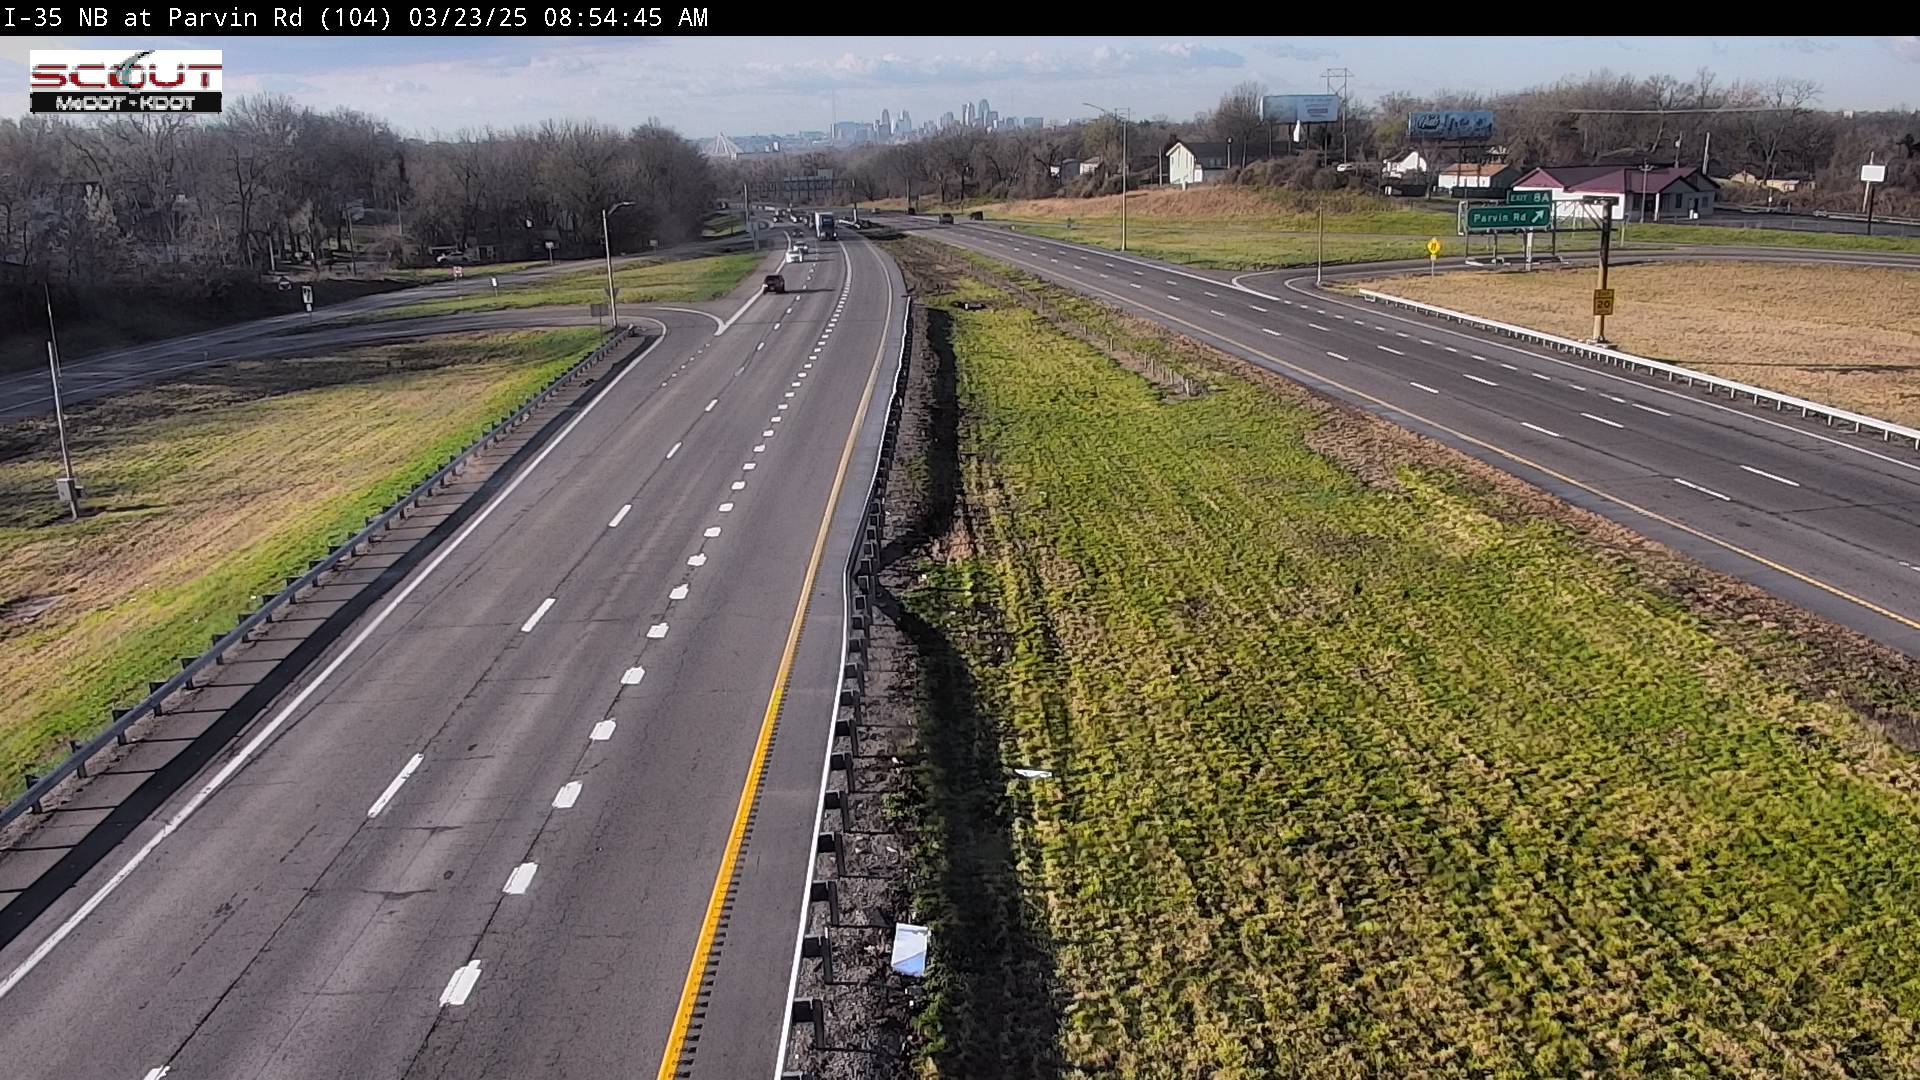 I-35 NB at Parvin Rd (104) 03/23/25 08:54:45 AM
SCOUT
MoDOT - KDOT
EXIT 8A
Parvin Rd
20